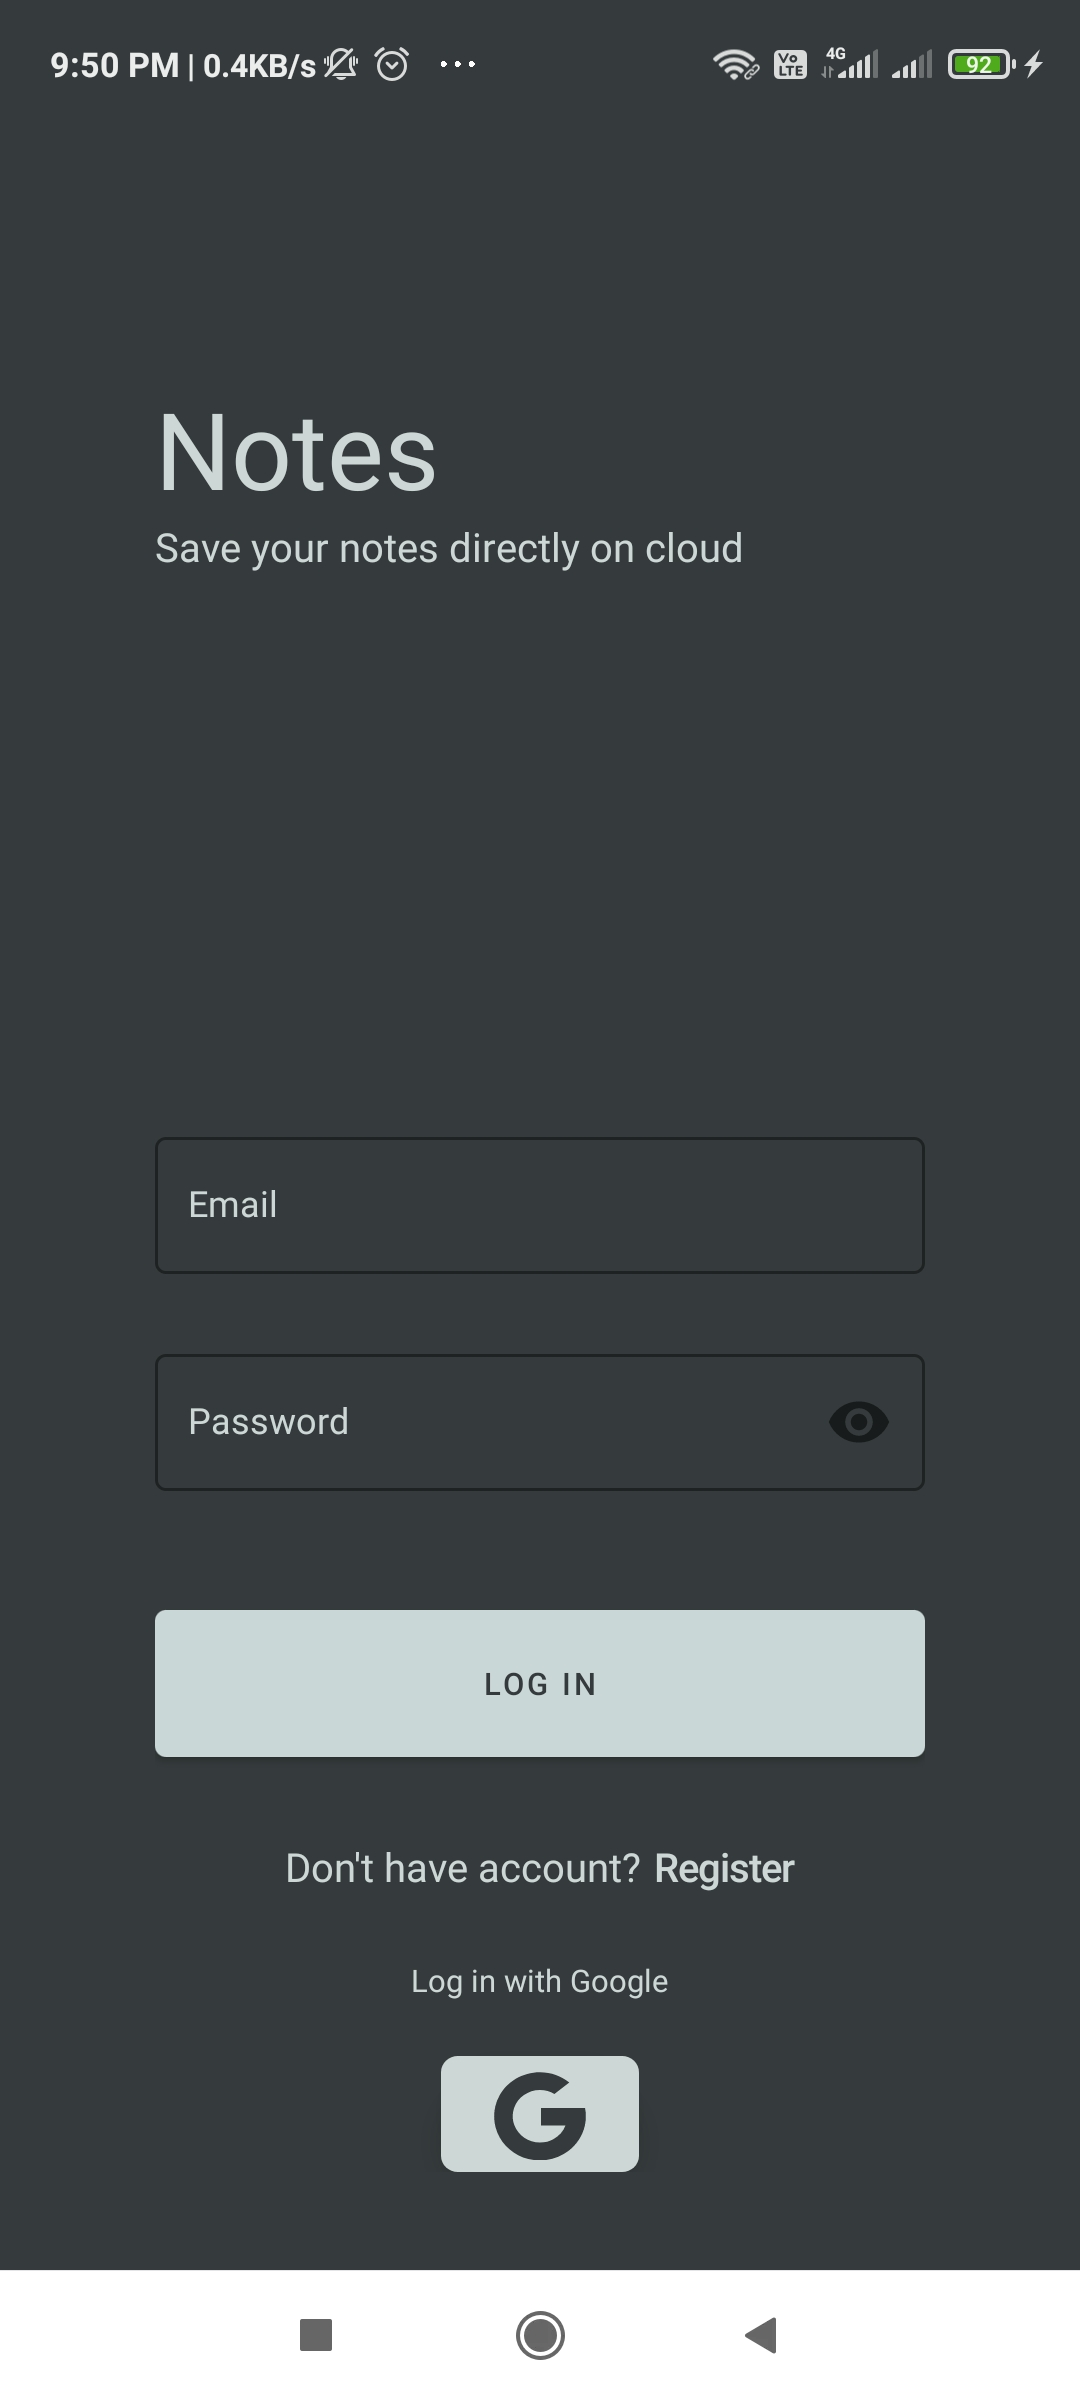 9:50 PM | 0.4KB/s ... Vo LTE 4G 92
Notes
Save your notes directly on cloud
Email
Password
LOG IN
Don't have account? Register
Log in with Google
G